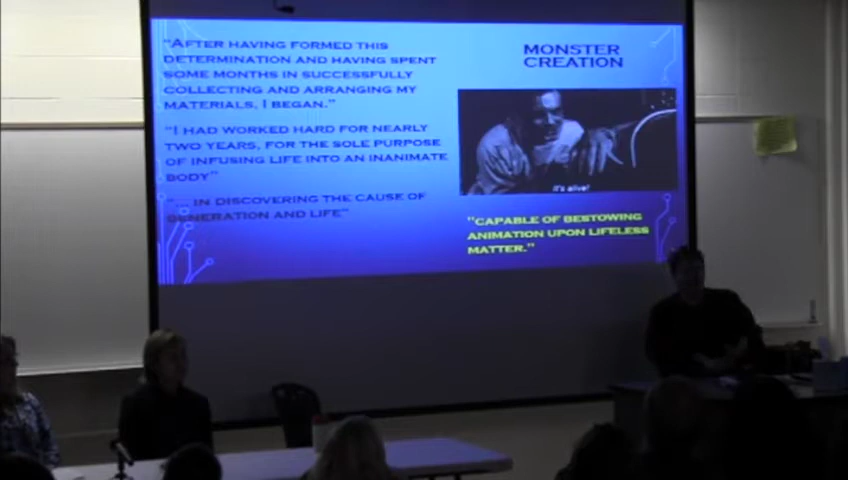 "AFTER HAVING FORMED THIS
DETERMINATION AND HAVING SPENT
SOME MONTHS IN SUCCESSFULLY
COLLECTING AND ARRANGING MY
MATERIALS, I BEGAN."
"I HAD WORKED HARD FOR NEARLY
TWO YEARS, FOR THE SOLE PURPOSE
OF INFUSING LIFE INTO AN INANIMATE
BODY"
"... IN DISCOVERING THE CAUSE OF
GENERATION AND LIFE"
MONSTER
CREATION
It's alive!
"CAPABLE OF BESTOWING
ANIMATION UPON LIFELESS
MATTER."